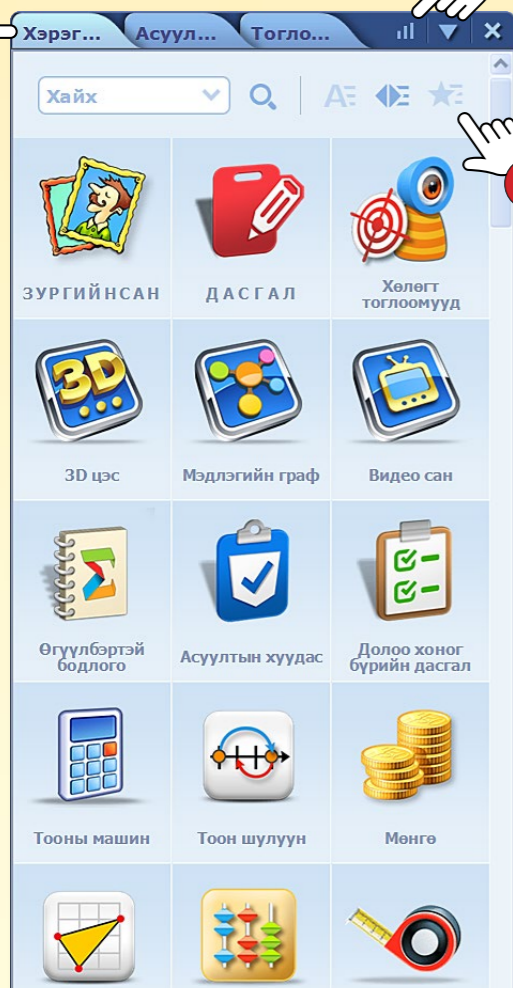 Хэрэг... Асуул... Тогло...
Хайх
ЗУРГИЙНСАН ДАСГАЛ Хөлөгт
тоглоомууд
3D
3D цэс Мэдлэгийн граф Видео сан
Өгүүлбэртэй
бодлого Асуултын хуудас Долоо хоног
бүрийн дасгал
Тооны машин Тоон шулуун Мөнгө